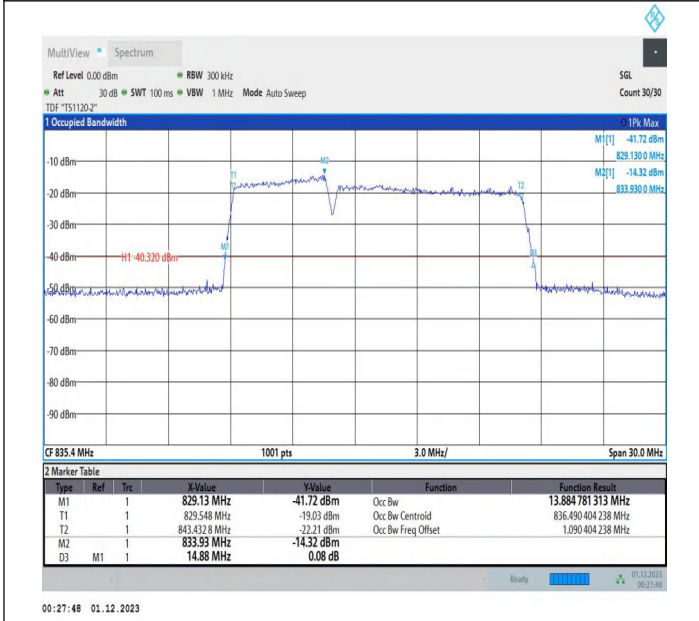 MultiView Spectrum
Ref Level 0.00 dBm RBW 300 kHz SGL
Att 30 dB SWT 100 ms VBW 1 MHz Mode Auto Sweep Count 30/30
TDF "TS1120-2"
1 Occupied Bandwidth 1Pk Max
M1[1] -41.72 dBm
829.130 0 MHz
M2[1] -14.32 dBm
833.930 0 MHz
M2
-10 dBm
T1
T2
-20 dBm
-30 dBm
M1
D3
-40 dBm H1 -40.320 dBm
-50 dBm
-60 dBm
-70 dBm
-80 dBm
-90 dBm
CF 835.4 MHz 1001 pts 3.0 MHz/ Span 30.0 MHz
2 Marker Table
Type Ref Trc X-Value Y-Value Function Function Result
M1 1 829.13 MHz -41.72 dBm Occ Bw 13.884 781 313 MHz
T1 1 829.548 MHz -19.03 dBm Occ Bw Centroid 836.490 404 238 MHz
T2 1 843.432 8 MHz -22.21 dBm Occ Bw Freq Offset 1.090 404 238 MHz
M2 1 833.93 MHz -14.32 dBm
D3 M1 1 14.88 MHz 0.08 dB
Ready 01.12.2023
00:27:48
00:27:48 01.12.2023